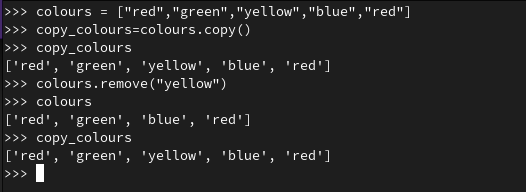 >>> colours = ["red","green","yellow","blue","red"]
>>> copy_colours=colours.copy()
>>> copy_colours
['red', 'green', 'yellow', 'blue', 'red']
>>> colours.remove("yellow")
>>> colours
['red', 'green', 'blue', 'red']
>>> copy_colours
['red', 'green', 'yellow', 'blue', 'red']
>>>